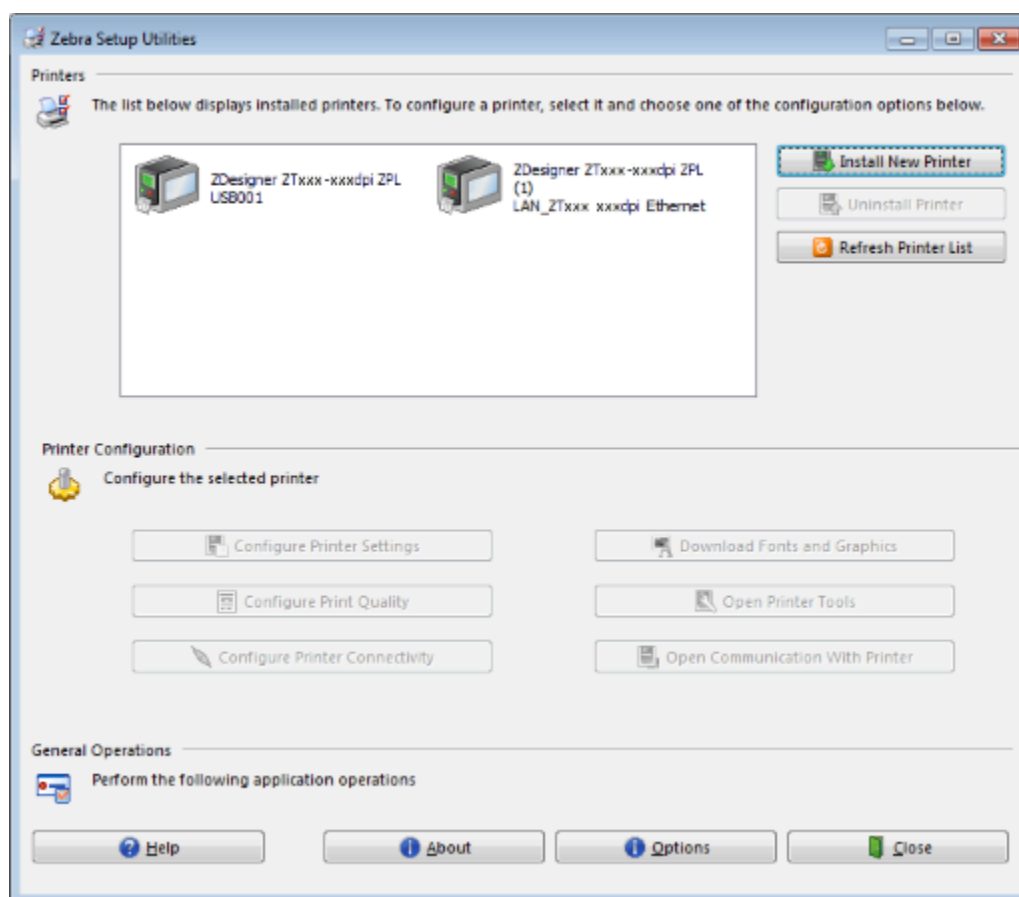 Zebra Setup Utilities
Printers
The list below displays installed printers. To configure a printer, select it and choose one of the configuration options below.
ZDesigner ZTxxx-xxxdpi ZPL
USB001
ZDesigner ZTxxx-xxxdpi ZPL
(1)
LAN_ZTxxx xxxdpi Ethernet
Install New Printer
Uninstall Printer
Refresh Printer List
Printer Configuration
Configure the selected printer
Configure Printer Settings
Download Fonts and Graphics
Configure Print Quality
Open Printer Tools
Configure Printer Connectivity
Open Communication With Printer
General Operations
Perform the following application operations
Help
About
Options
Close